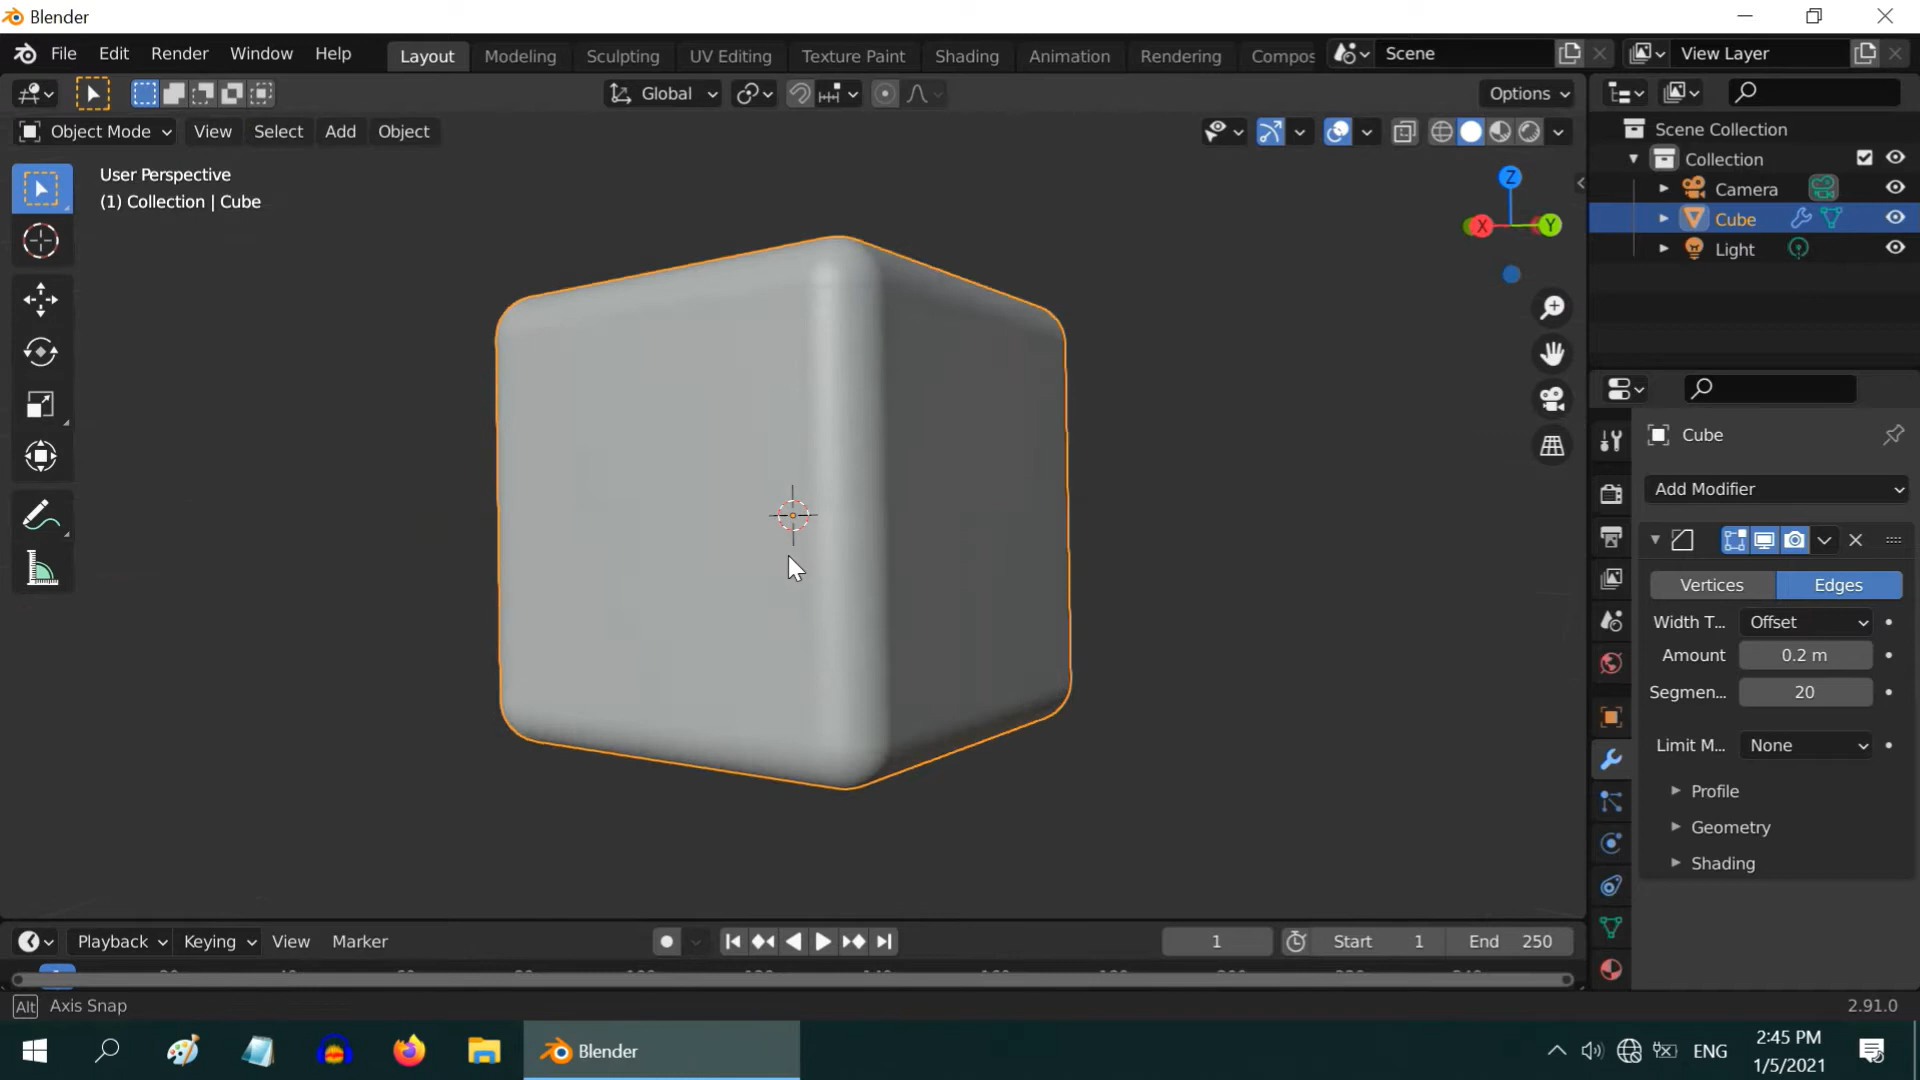 Blender
File Edit Render Window Help Layout Modeling Sculpting UV Editing Texture Paint Shading Animation Rendering Compos Scene View Layer
Global Options
Object Mode View Select Add Object
User Perspective
(1) Collection | Cube
Z
X Y
Scene Collection
Collection
Camera
Cube
Light
Cube
Add Modifier
Vertices Edges
Width T... Offset
Amount 0.2 m
Segmen... 20
Limit M... None
Profile
Geometry
Shading
Playback Keying View Marker 1 Start 1 End 250
Alt Axis Snap 2.91.0
Blender ENG 2:45 PM
1/5/2021